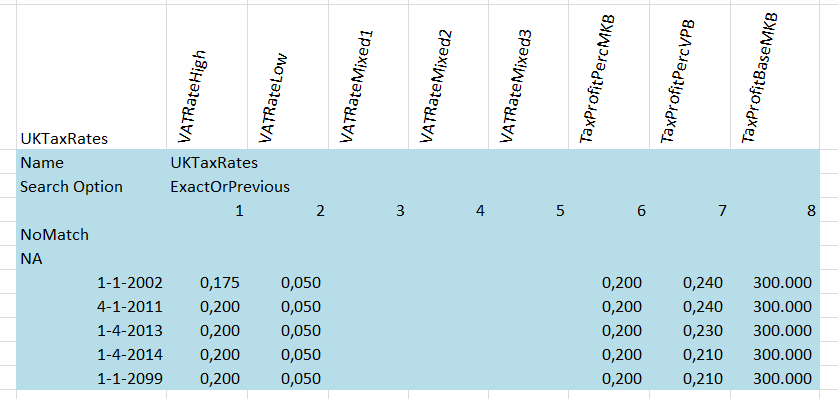 UKTaxRates VATRateHigh VATRateLow VATRateMixed1 VATRateMixed2 VATRateMixed3 TaxProfitPercMKB TaxProfitPercVPB TaxProfitBaseMKB
Name UKTaxRates
Search Option ExactOrPrevious
1 2 3 4 5 6 7 8
NoMatch
NA
1-1-2002 0,175 0,050 0,200 0,240 300.000
4-1-2011 0,200 0,050 0,200 0,240 300.000
1-4-2013 0,200 0,050 0,200 0,230 300.000
1-4-2014 0,200 0,050 0,200 0,210 300.000
1-1-2099 0,200 0,050 0,200 0,210 300.000